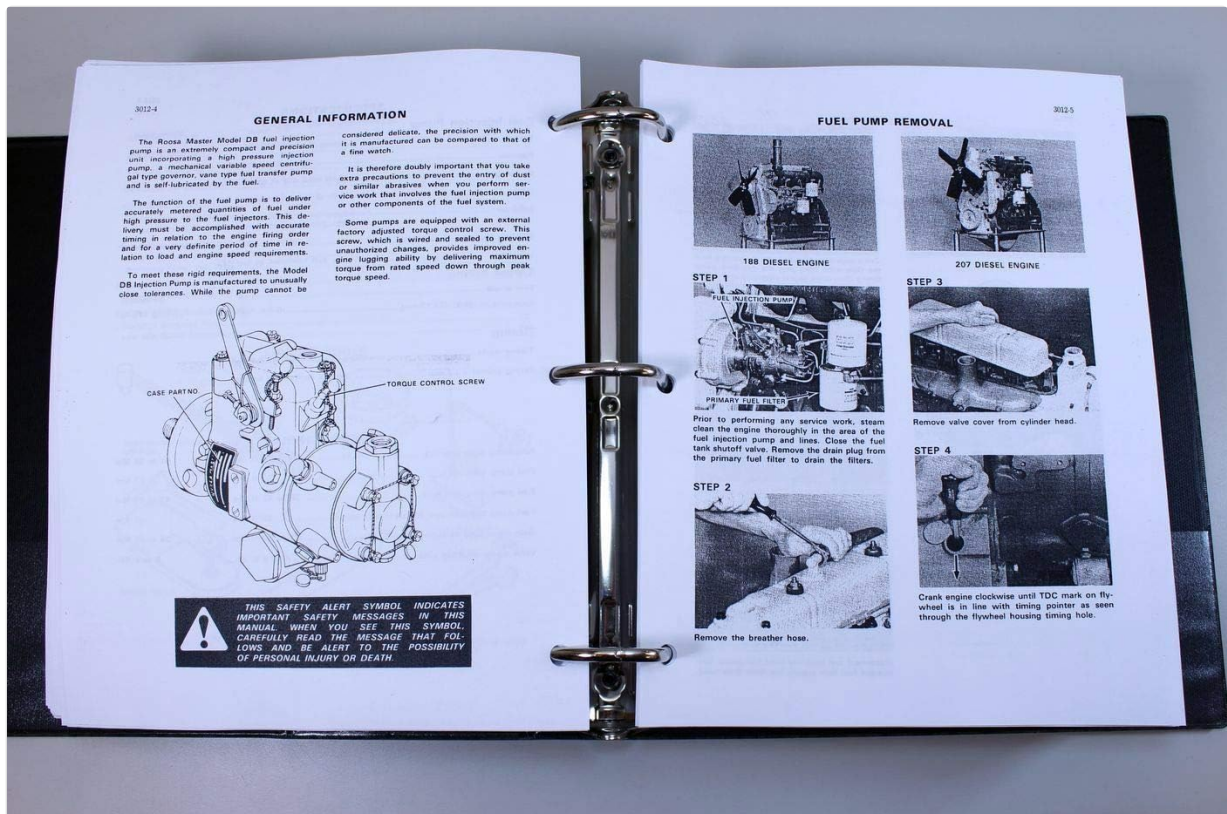 3012-4
GENERAL INFORMATION
The Roosa Master Model DB fuel injection
pump is an extremely compact and precision
unit incorporating a high pressure injection
pump, a mechanical variable speed centrifu-
gal type governor, vane type fuel transfer pump
and is self-lubricated by the fuel.
The function of the fuel pump is to deliver
accurately metered quantities of fuel under
high pressure to the fuel injectors. This de-
livery must be accomplished with accurate
timing in relation to the engine firing order
and for a very definite period of time in re-
lation to load and engine speed requirements.
To meet these rigid requirements, the Model
DB Injection Pump is manufactured to unusually
close tolerances. While the pump cannot be
considered delicate, the precision with which
it is manufactured can be compared to that of
a fine watch.
It is therefore doubly important that you take
extra precautions to prevent the entry of dust
or similar abrasives when you perform ser-
vice work that involves the fuel injection pump
or other components of the fuel system.
Some pumps are equipped with an external
factory adjusted torque control screw. This
screw, which is wired and sealed to prevent
unauthorized changes, provides improved en-
gine lugging ability by delivering maximum
torque from rated speed down through peak
torque speed.
CASE PART NO.
TORQUE CONTROL SCREW
THIS SAFETY ALERT SYMBOL INDICATES
IMPORTANT SAFETY MESSAGES IN THIS
MANUAL. WHEN YOU SEE THIS SYMBOL,
CAREFULLY READ THE MESSAGE THAT FOL-
LOWS AND BE ALERT TO THE POSSIBILITY
OF PERSONAL INJURY OR DEATH.
3012-5
FUEL PUMP REMOVAL
188 DIESEL ENGINE
207 DIESEL ENGINE
STEP 1
FUEL INJECTION PUMP
PRIMARY FUEL FILTER
Prior to performing any service work, steam
clean the engine thoroughly in the area of the
fuel injection pump and lines. Close the fuel
tank shutoff valve. Remove the drain plug from
the primary fuel filter to drain the filters.
STEP 2
Remove the breather hose.
STEP 3
Remove valve cover from cylinder head.
STEP 4
Crank engine clockwise until TDC mark on fly-
wheel is in line with timing pointer as seen
through the flywheel housing timing hole.